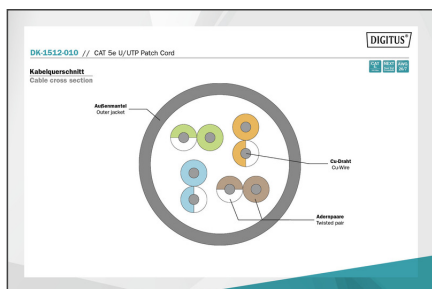 DIGITUS®
DK-1512-010 // CAT 5e U/UTP Patch Cord
Kabelquerschnitt
Cable cross section
Außenmantel
Outer jacket
Cu-Draht
Cu-Wire
Aderspaare
Twisted pair